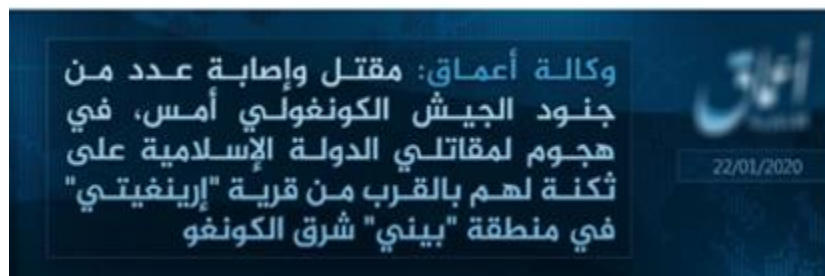 وكالة أعماق: مقتل وإصابة عدد من
جنود الجيش الكونغولي أمس، في
هجوم لمقاتلي الدولة الإسلامية على
ثكنة لهم بالقرب من قرية "إرينغيتي"
في منطقة "بيني" شرق الكونغو
أعماق
22/01/2020